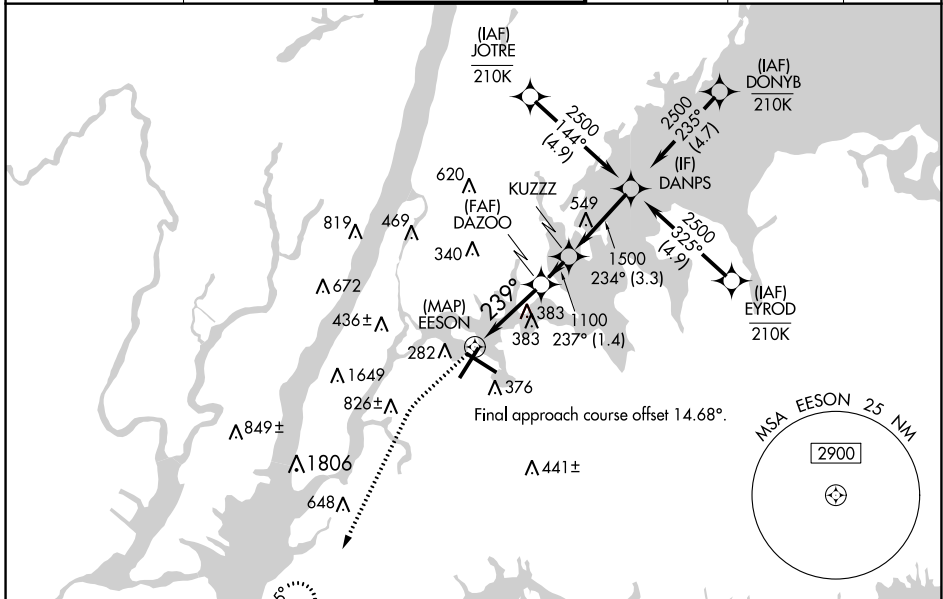 (IAF)
JOTRE
210K
(IAF)
DONYB
210K
2500
144°
(4.9)
2500
235°
(4.7)
(IF)
DANPS
620
KUZZZ
(FAF)
DAZOO
549
819
469
340
2500
325°
(4.9)
1500
234° (3.3)
672
239°
(IAF)
EYROD
210K
(MAP)
EESON
436±
383
383
1100
237° (1.4)
282
1649
376
826±
Final approach course offset 14.68°.
849±
MSA EESON 25 NM
2900
1806
441±
648
5°